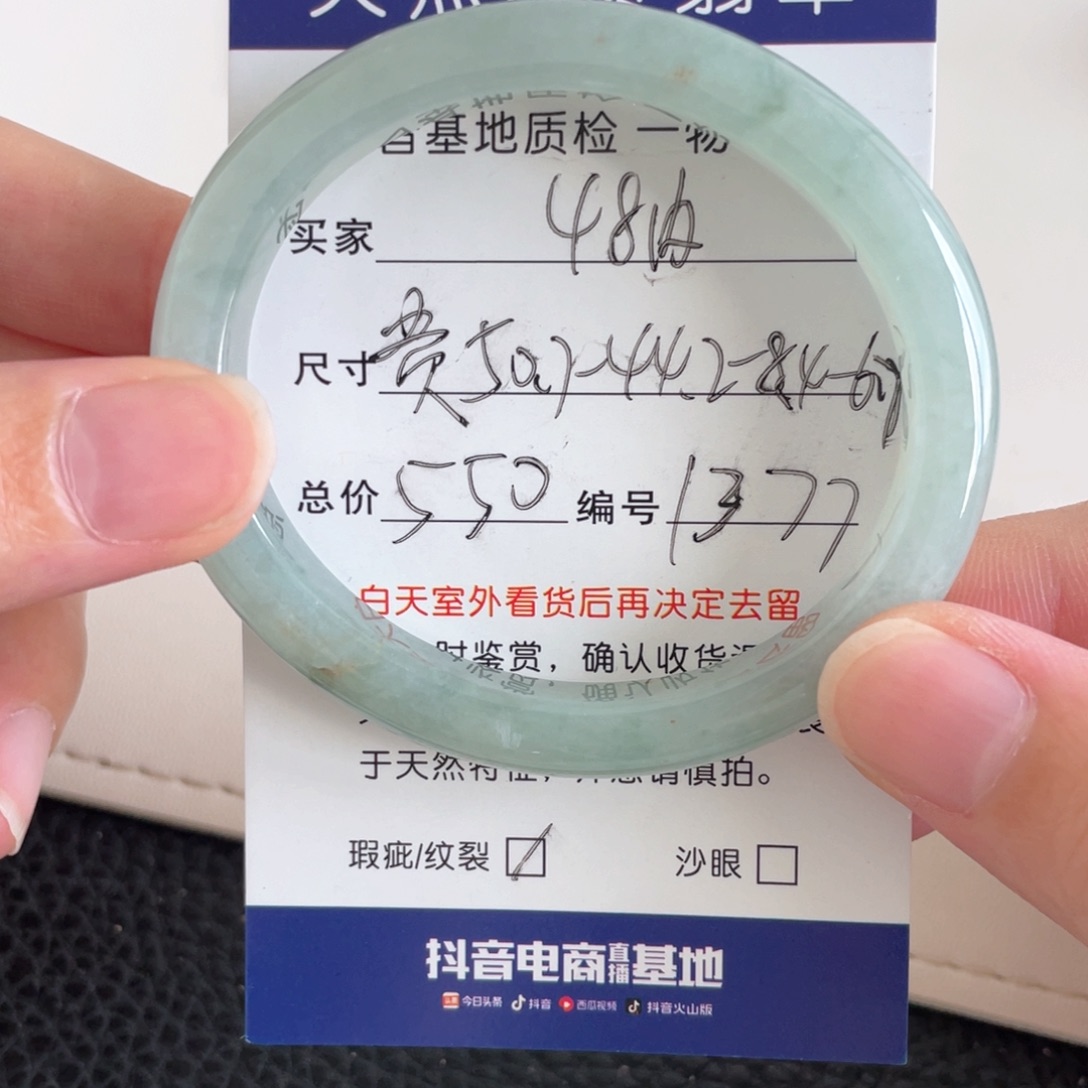 基地质检 一物
买家 48
尺寸 贵50.7-44.2-8.4-6.7
总价 550 编号 1377
白天室外看货后再决定去留
时鉴赏,确认收货
于天然特征,并 请慎拍。
瑕疵/纹裂 沙眼
抖音电商直播基地
今日头条 抖音 西瓜视频 抖音火山版